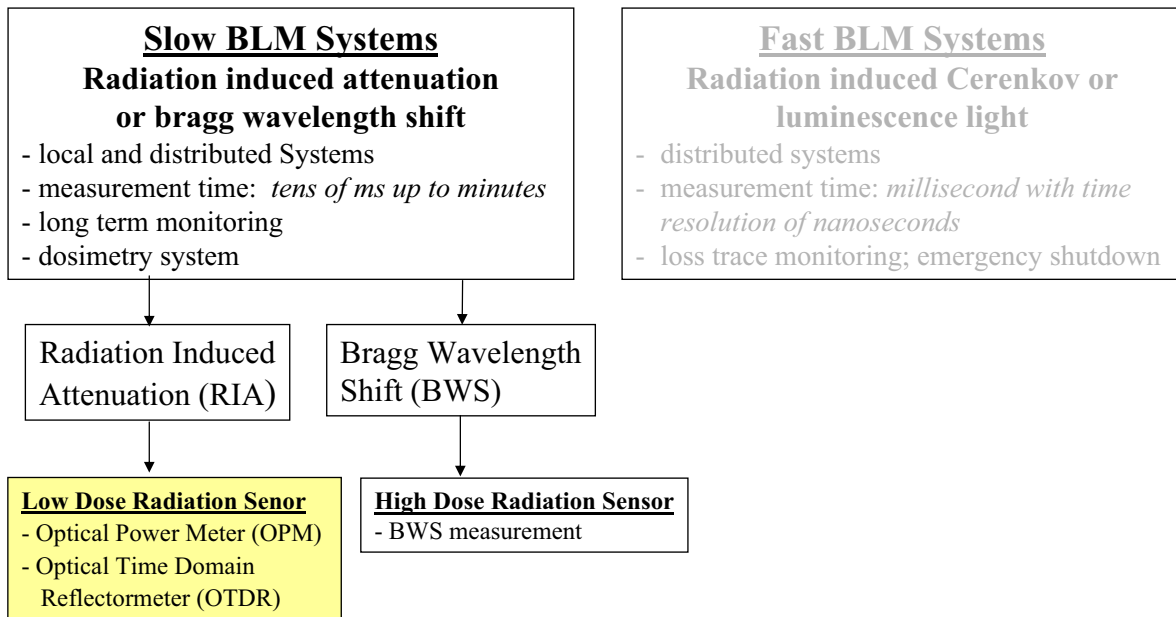 Slow BLM Systems
Radiation induced attenuation
or bragg wavelength shift
- local and distributed Systems
- measurement time:  tens of ms up to minutes
- long term monitoring
- dosimetry system
Fast BLM Systems
Radiation induced Cerenkov or
luminescence light
- distributed systems
- measurement time: millisecond with time
resolution of nanoseconds
- loss trace monitoring; emergency shutdown
Radiation Induced
Attenuation (RIA)
Bragg Wavelength
Shift (BWS)
Low Dose Radiation Senor
- Optical Power Meter (OPM)
- Optical Time Domain
Reflectormeter (OTDR)
High Dose Radiation Sensor
- BWS measurement